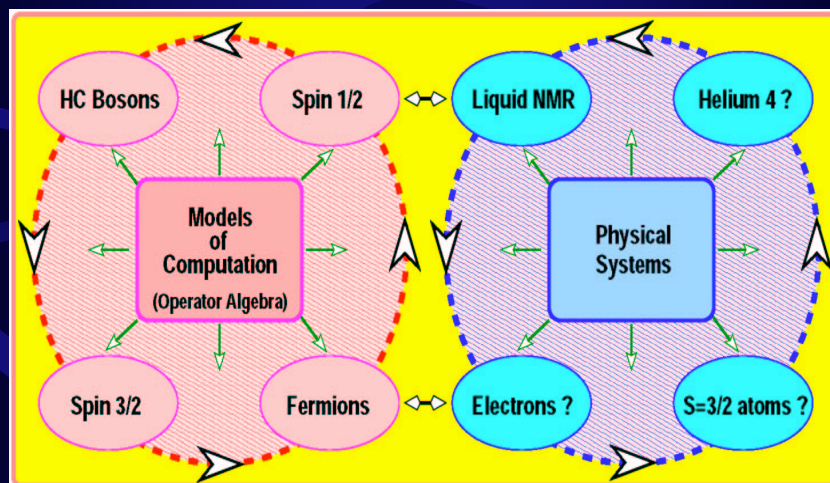 HC Bosons
Spin 1/2
Liquid NMR
Helium 4 ?
Models
of
Computation
(Operator Algebra)
Physical
Systems
Spin 3/2
Fermions
Electrons ?
S=3/2 atoms ?